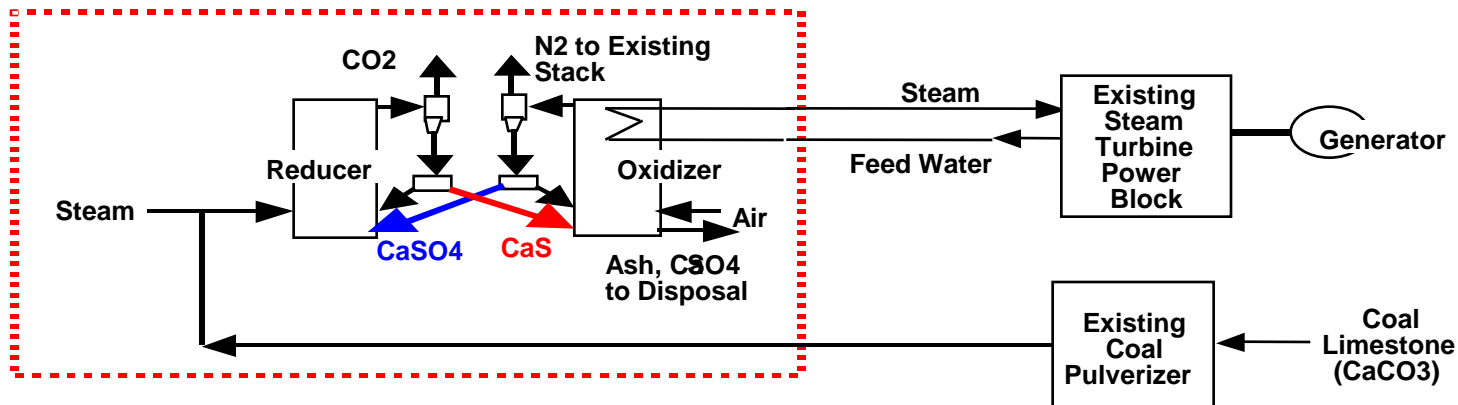 CO2
N2 to Existing
Stack
Reducer
Oxidizer
Steam
CaSO4
CaS
Air
Ash, CaSO4
to Disposal
Steam
Feed Water
Existing
Steam
Turbine
Power
Block
Generator
Existing
Coal
Pulverizer
Coal
Limestone
(CaCO3)